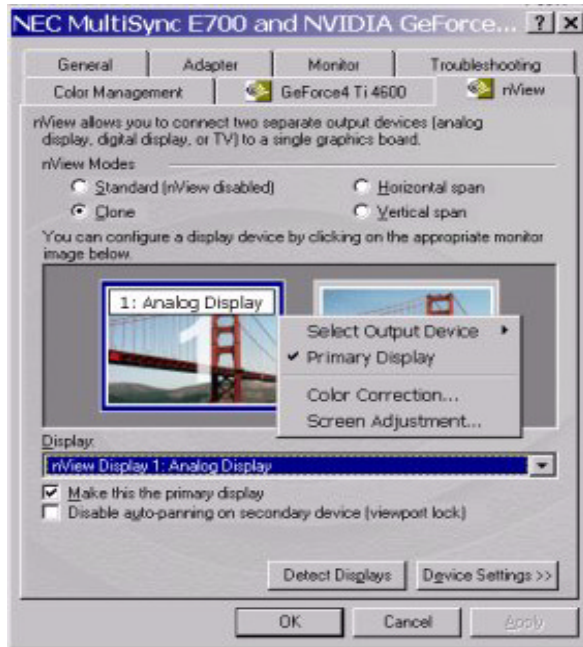 NEC MultiSync E700 and NVIDIA GeForce... ? x
General Adapter Monitor Troubleshooting
Color Management GeForce4 Ti 4600 nView
nView allows you to connect two separate output devices (analog
display, digital display, or TV) to a single graphics board.
nView Modes
Standard (nView disabled) Horizontal span
Clone Vertical span
You can configure a display device by clicking on the appropriate monitor
image below.
1: Analog Display
1
Select Output Device
Primary Display
Color Correction...
Screen Adjustment...
Display:
nView Display 1: Analog Display
Make this the primary display
Disable auto-panning on secondary device (viewport lock)
Detect Displays Device Settings >>
OK Cancel Apply